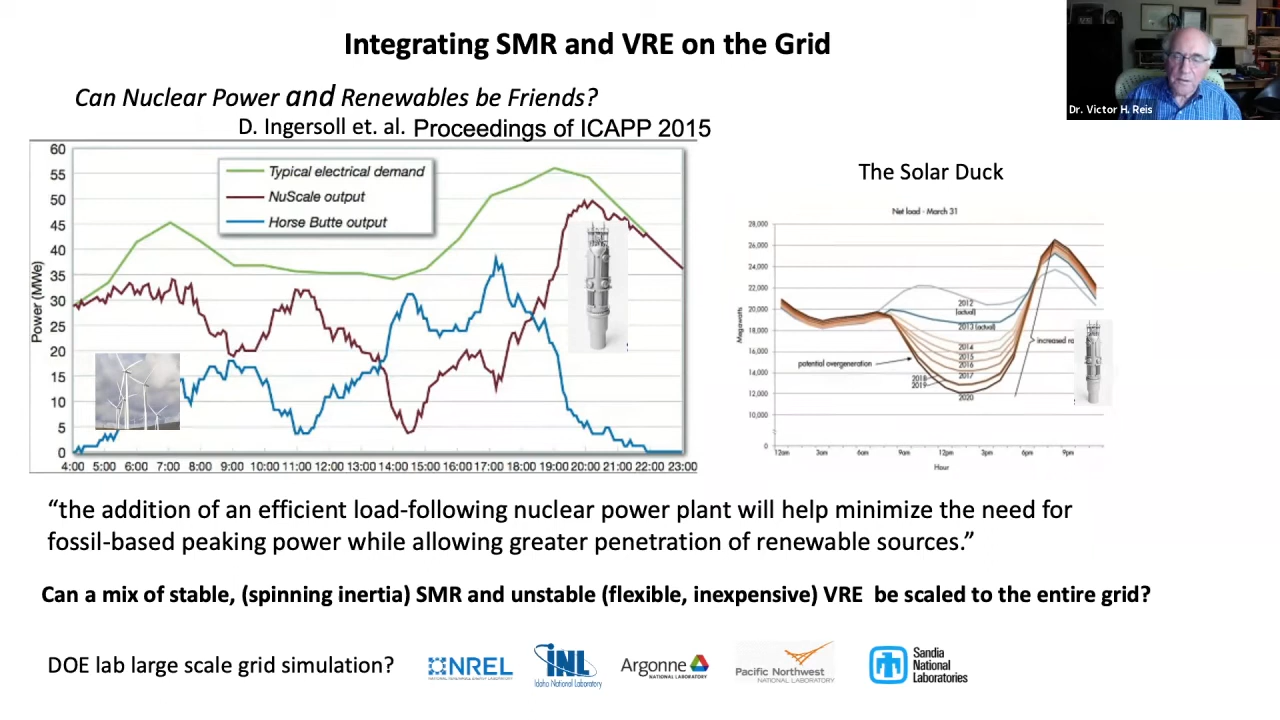 Integrating SMR and VRE on the Grid
Dr. Victor H. Reis
Can Nuclear Power and Renewables be Friends?
D. Ingersoll et. al. Proceedings of ICAPP 2015
Typical electrical demand
NuScale output
Horse Butte output
Power (MWe)
60
55
50
45
40
35
30
25
20
15
10
5
0
4:00 5:00 6:00 7:00 8:00 9:00 10:00 11:00 12:00 13:00 14:00 15:00 16:00 17:00 18:00 19:00 20:00 21:00 22:00 23:00
The Solar Duck
Net load - March 31
Megawatts
28,000
26,000
24,000
22,000
20,000
18,000
16,000
14,000
12,000
10,000
0
2012
(actual)
2013 (actual)
2014
2015
2016
2017
2018
2019
2020
potential overgeneration
increased
12am 3am 6am 9am 12pm 3pm 6pm 9pm
Hour
“the addition of an efficient load-following nuclear power plant will help minimize the need for
fossil-based peaking power while allowing greater penetration of renewable sources.”
Can a mix of stable, (spinning inertia) SMR and unstable (flexible, inexpensive) VRE be scaled to the entire grid?
DOE lab large scale grid simulation?
NREL
NATIONAL RENEWABLE ENERGY LABORATORY
INL
Idaho National Laboratory
Argonne
NATIONAL LABORATORY
Pacific Northwest
NATIONAL LABORATORY
Sandia
National
Laboratories